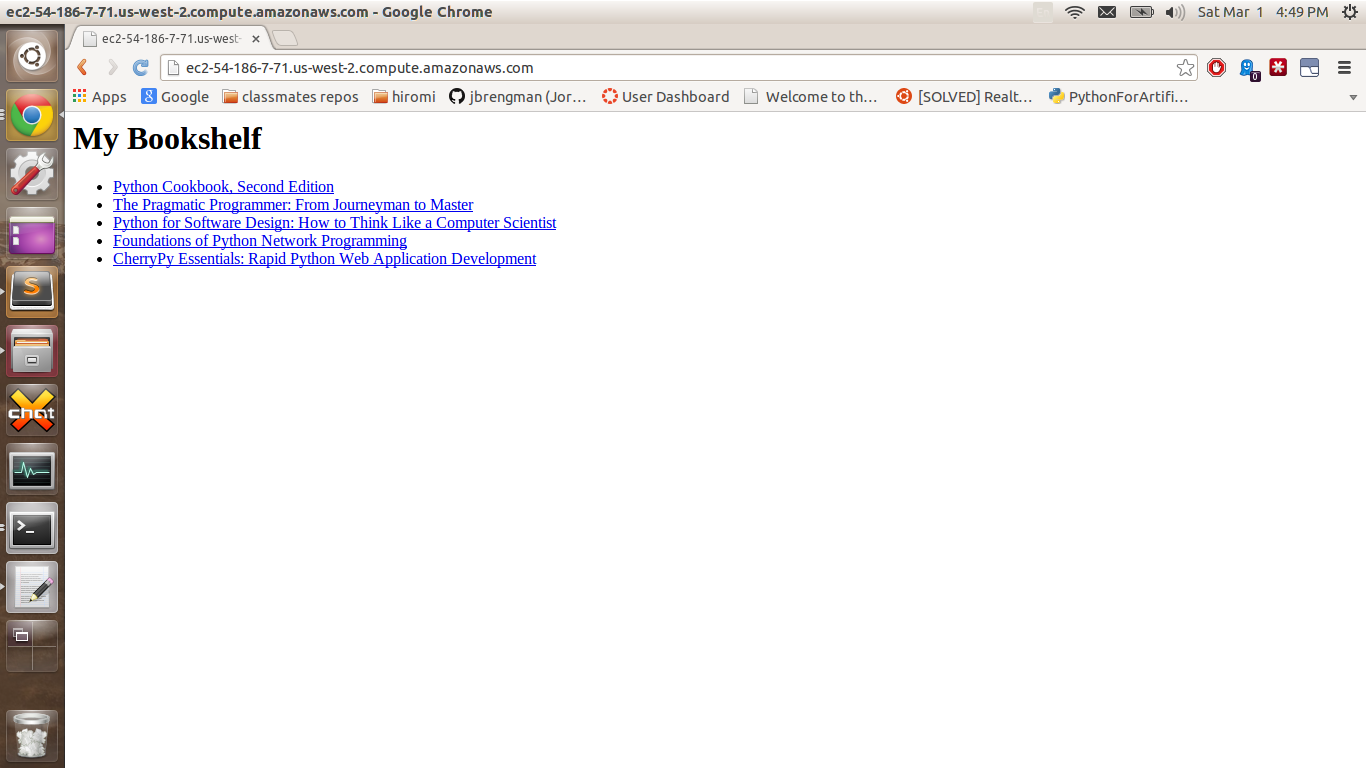 ec2-54-186-7-71.us-west-2.compute.amazonaws.com - Google Chrome
Sat Mar 1 4:49 PM
ec2-54-186-7-71.us-west-
ec2-54-186-7-71.us-west-2.compute.amazonaws.com
0
Apps Google classmates repos hiromi jbrengman (Jor… User Dashboard Welcome to th… [SOLVED] Realt… PythonForArtifi…
My Bookshelf
• Python Cookbook, Second Edition
• The Pragmatic Programmer: From Journeyman to Master
• Python for Software Design: How to Think Like a Computer Scientist
• Foundations of Python Network Programming
• CherryPy Essentials: Rapid Python Web Application Development
S
X
chat
>_